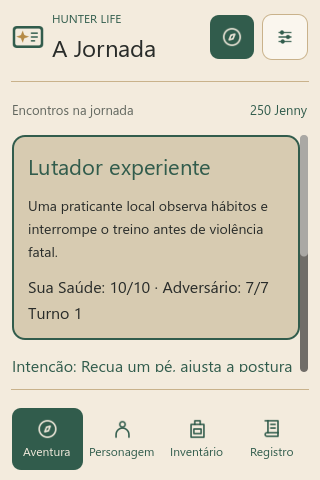 HUNTER LIFE
A Jornada
Encontros na jornada
250 Jenny
Lutador experiente
Uma praticante local observa hábitos e
interrompe o treino antes de violência
fatal.
Sua Saúde: 10/10 · Adversário: 7/7
Turno 1
Intenção: Recua um pé, ajusta a postura
Aventura
Personagem
Inventário
Registro